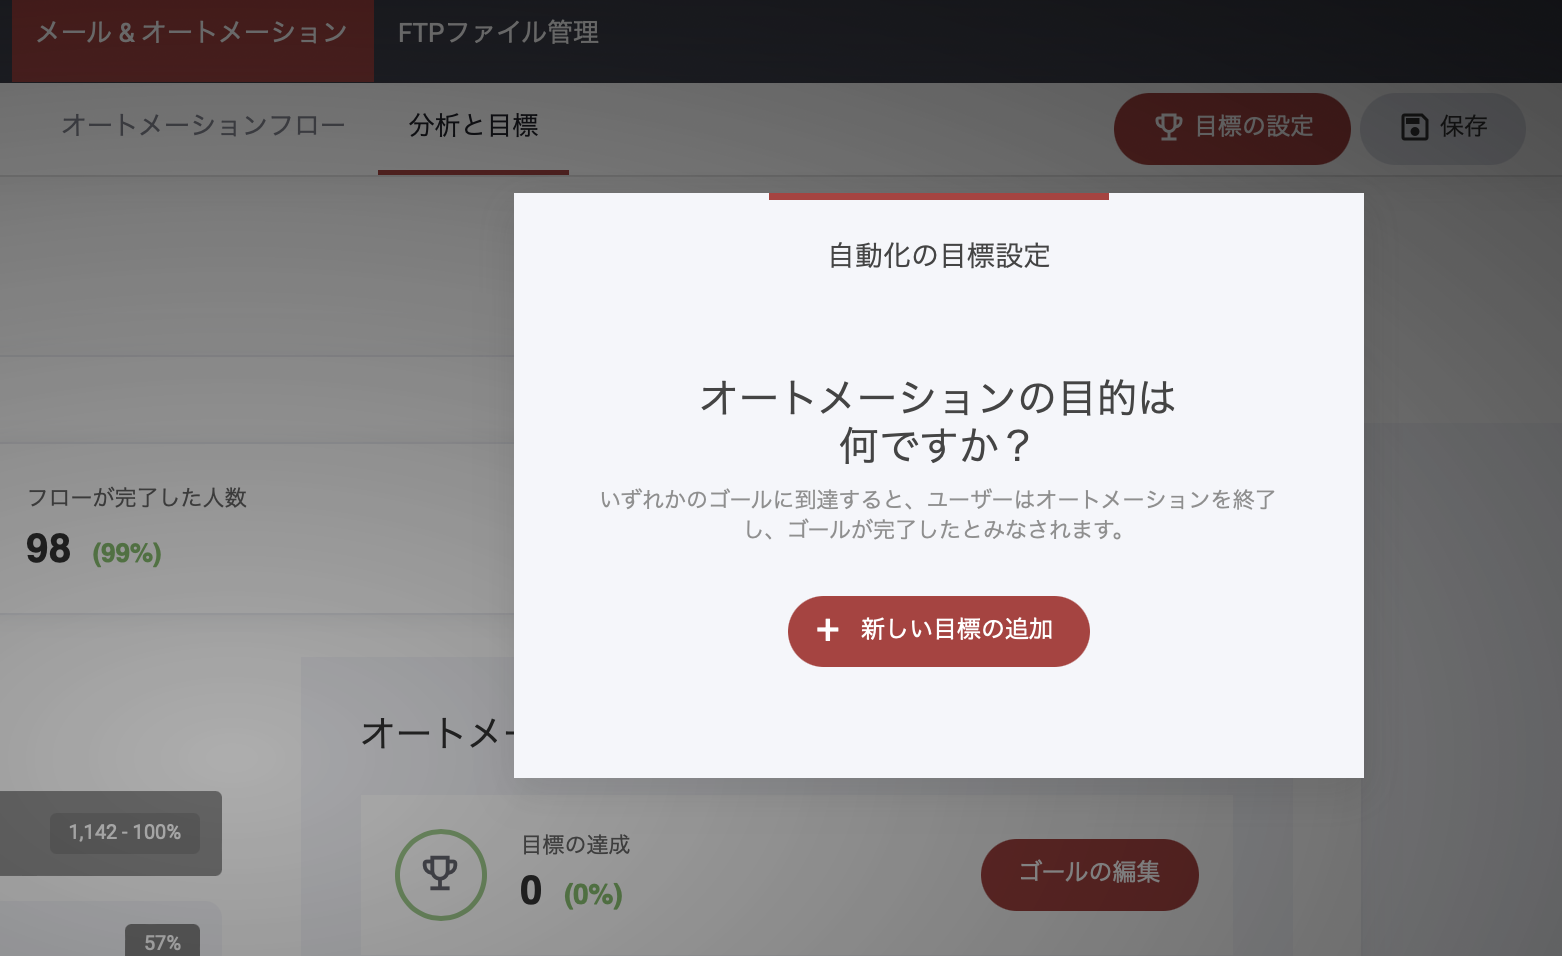 メール & オートメーション
FTPファイル管理
オートメーションフロー
分析と目標
目標の設定
保存
自動化の目標設定
オートメーションの目的は
何ですか？
いずれかのゴールに到達すると、ユーザーはオートメーションを終了
し、ゴールが完了したとみなされます。
+ 新しい目標の追加
フローが完了した人数
98 (99%)
オートメー
1,142 - 100%
目標の達成
0 (0%)
ゴールの編集
57%